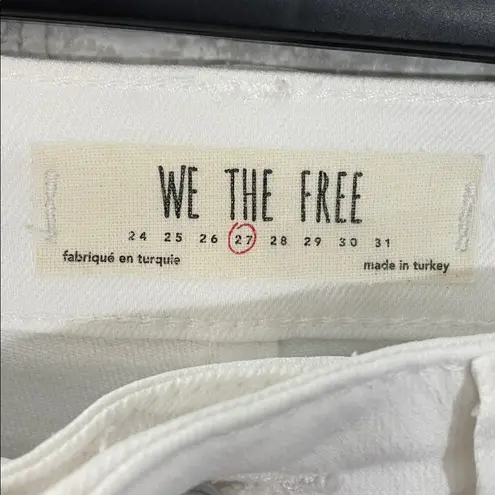 WE THE FREE
24 25 26 27 28 29 30 31
fabriqué en turquie made in turkey